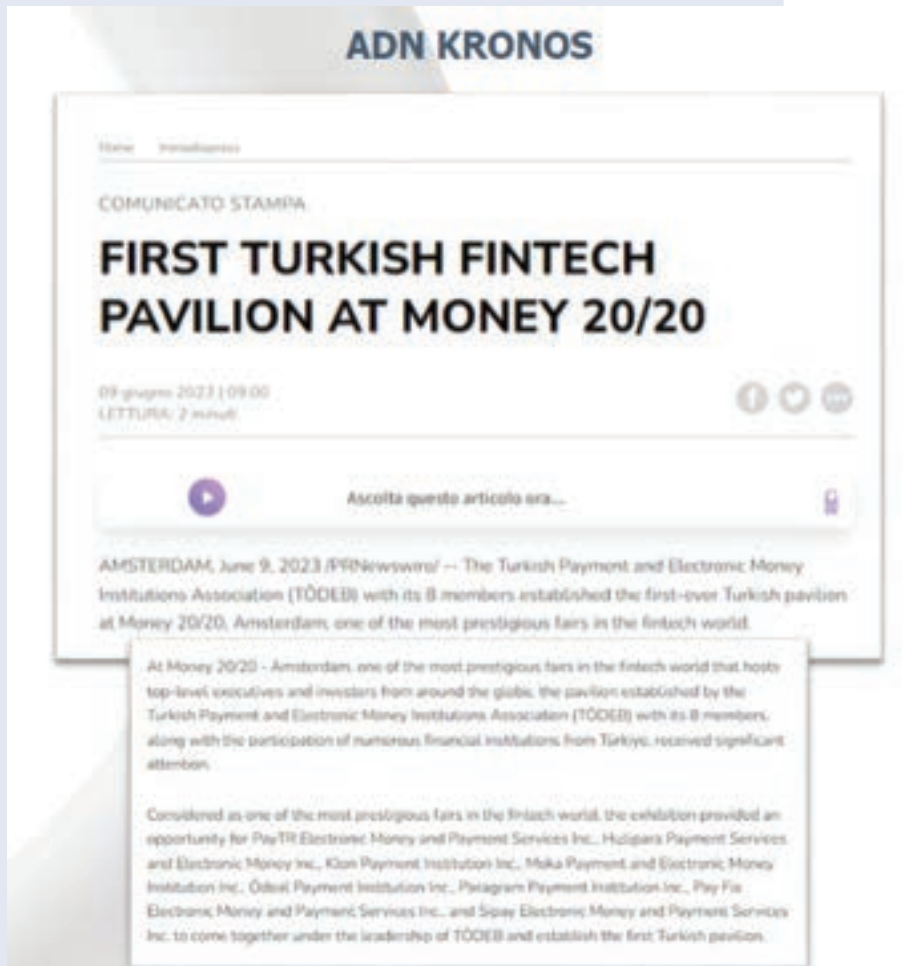 ADN KRONOS
Home Immediapress
COMUNICATO STAMPA
FIRST TURKISH FINTECH
PAVILION AT MONEY 20/20
09 giugno 2023 | 09.00
LETTURA: 2 minuti
Ascolta questo articolo ora...
AMSTERDAM, June 9, 2023 /PRNewswire/ -- The Turkish Payment and Electronic Money
Institutions Association (TÖDEB) with its 8 members established the first-ever Turkish pavilion
at Money 20/20, Amsterdam, one of the most prestigious fairs in the fintech world.
At Money 20/20 - Amsterdam, one of the most prestigious fairs in the fintech world that hosts
top-level executives and investors from around the globe, the pavilion established by the
Turkish Payment and Electronic Money Institutions Association (TÖDEB) with its 8 members,
along with the participation of numerous financial institutions from Türkiye, received significant
attention.
Considered as one of the most prestigious fairs in the fintech world, the exhibition provided an
opportunity for PayTR Electronic Money and Payment Services Inc., Hızlıpara Payment Services
and Electronic Money Inc., Klon Payment Institution Inc., Moka Payment and Electronic Money
Institution Inc., Ödeal Payment Institution Inc., Paragram Payment Institution Inc., Pay Fix
Electronic Money and Payment Services Inc., and Sipay Electronic Money and Payment Services
Inc. to come together under the leadership of TÖDEB and establish the first Turkish pavilion.